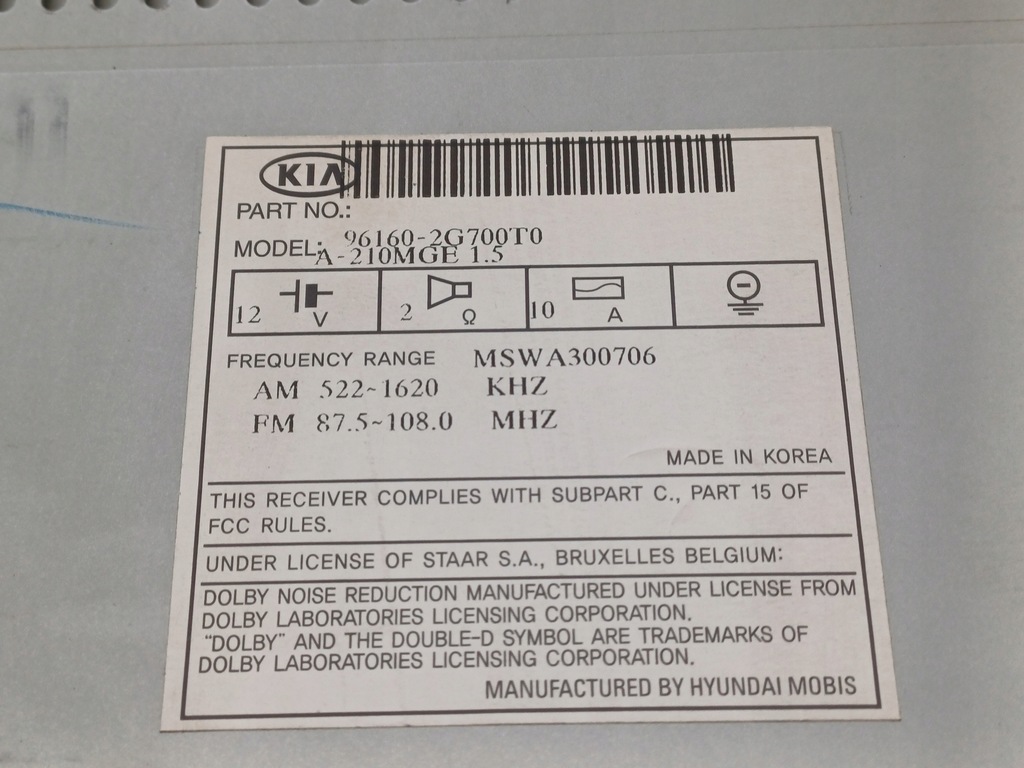 KIA
PART NO.:
96160-2G700T0
MODEL:
A-210MGE 1.5
12 V 2 Ω 10 A
FREQUENCY RANGE MSWA300706
AM 522~1620 KHZ
FM 87.5~108.0 MHZ
MADE IN KOREA
THIS RECEIVER COMPLIES WITH SUBPART C., PART 15 OF
FCC RULES.
UNDER LICENSE OF STAAR S.A., BRUXELLES BELGIUM:
DOLBY NOISE REDUCTION MANUFACTURED UNDER LICENSE FROM
DOLBY LABORATORIES LICENSING CORPORATION.
"DOLBY" AND THE DOUBLE-D SYMBOL ARE TRADEMARKS OF
DOLBY LABORATORIES LICENSING CORPORATION.
MANUFACTURED BY HYUNDAI MOBIS